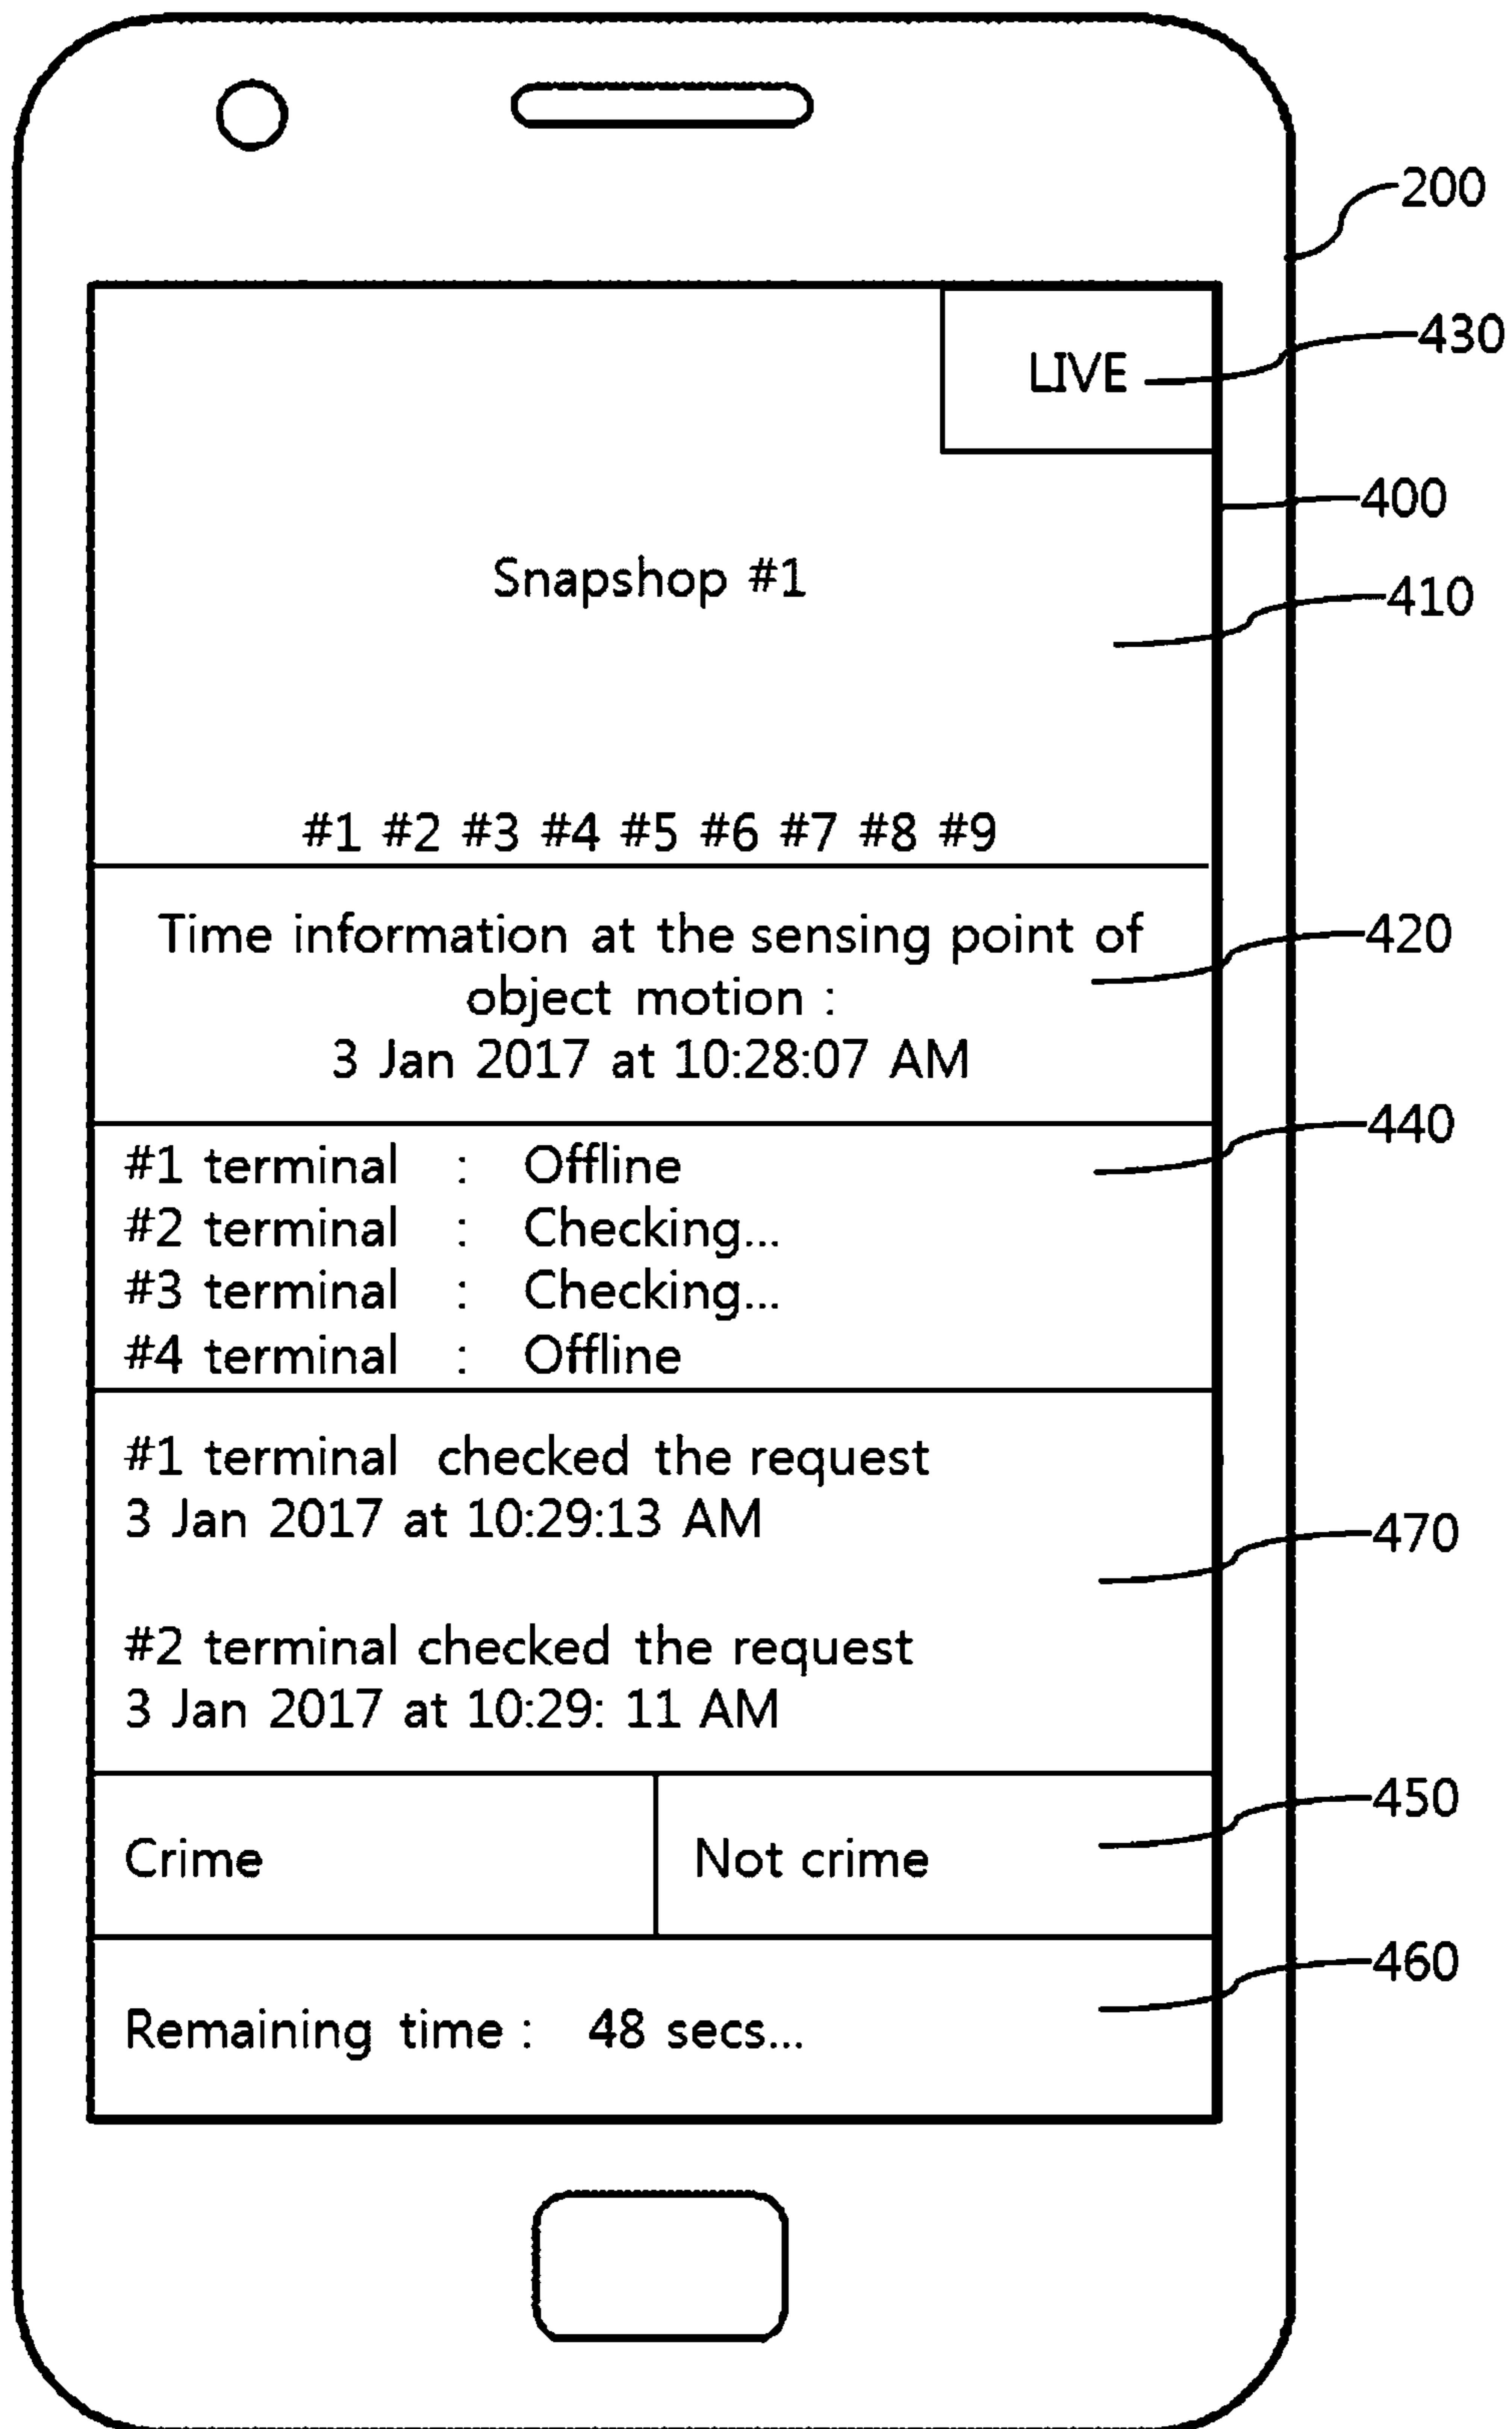 200
430
LIVE
400
Snapshop #1
410
#1 #2 #3 #4 #5 #6 #7 #8 #9
Time information at the sensing point of
420
object motion :
3 Jan 2017 at 10:28:07 AM
440
#1 terminal : Offline
#2 terminal : Checking...
#3 terminal : Checking...
#4 terminal : Offline
#1 terminal checked the request
3 Jan 2017 at 10:29:13 AM
470
#2 terminal checked the request
3 Jan 2017 at 10:29: 11 AM
450
Crime Not crime
460
Remaining time : 48 secs...